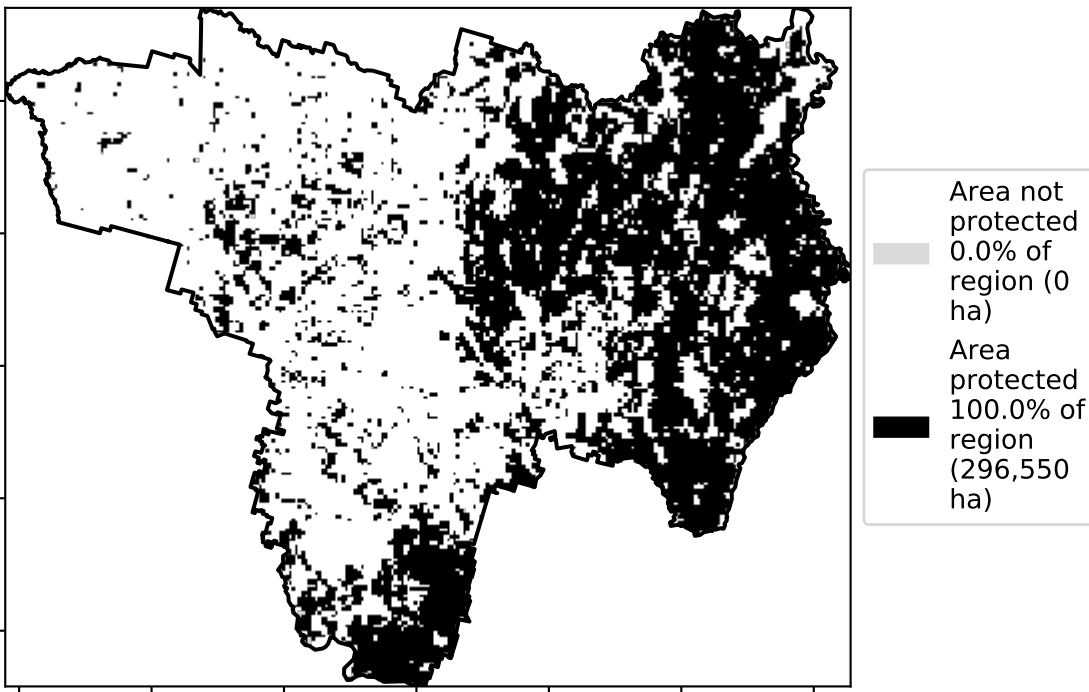 Area not
protected
0.0% of
region (0
ha)
Area
protected
100.0% of
region
(296,550
ha)